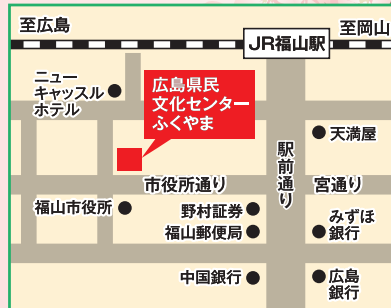 至広島
至岡山
JR福山駅
ニュー
キャッスル
ホテル
広島県民
文化センター
ふくやま
天満屋
駅前通り
市役所通り
宮通り
福山市役所
野村証券
福山郵便局
みずほ
銀行
中国銀行
広島
銀行